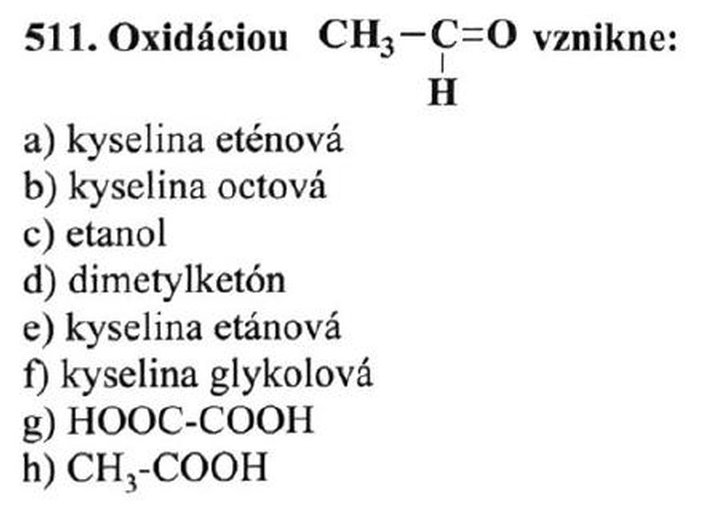 511. Oxidáciou CH₃–C=O vznikne:
|
H
a) kyselina eténová
b) kyselina octová
c) etanol
d) dimetylketón
e) kyselina etánová
f) kyselina glykolová
g) HOOC-COOH
h) CH₃-COOH